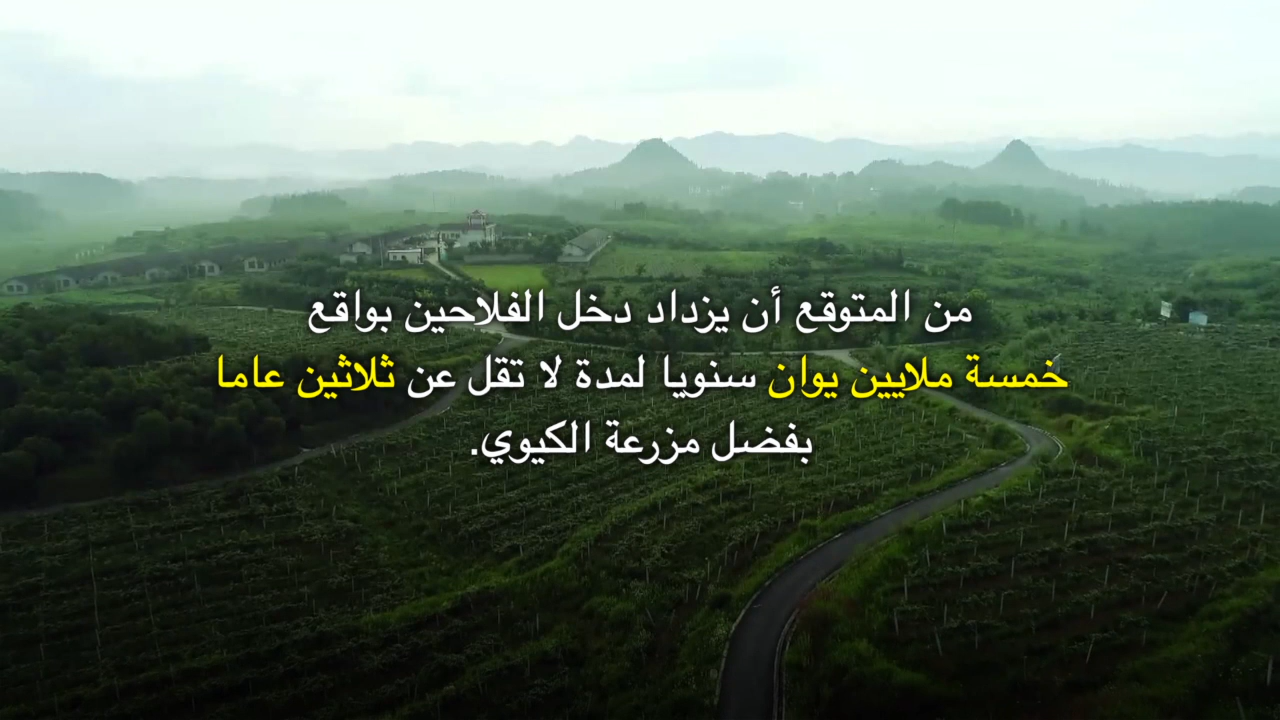 من المتوقع أن يزداد دخل الفلاحين بواقع
خمسة ملايين يوان سنويا لمدة لا تقل عن ثلاثين عاما
بفضل مزرعة الكيوي.